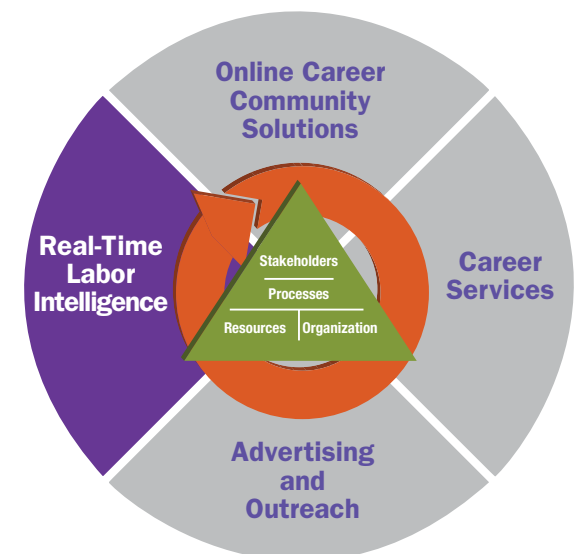 Online Career
Community
Solutions
Real-Time
Labor
Intelligence
Stakeholders
Processes
Resources
Organization
Career
Services
Advertising
and
Outreach